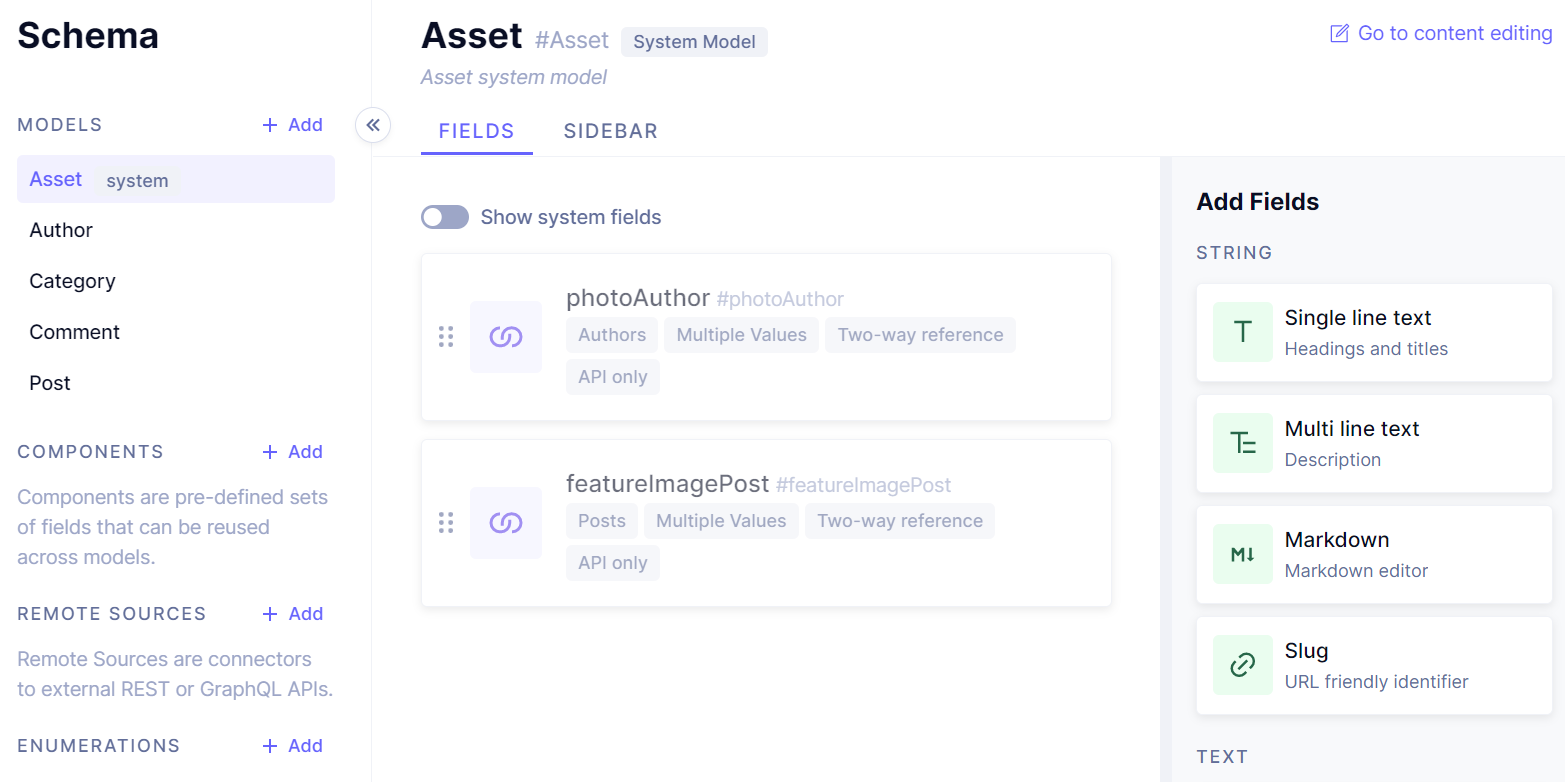 Schema
MODELS
+ Add
Asset system
Author
Category
Comment
Post
COMPONENTS
+ Add
Components are pre-defined sets
of fields that can be reused
across models.
REMOTE SOURCES
+ Add
Remote Sources are connectors
to external REST or GraphQL APIs.
ENUMERATIONS
+ Add
Asset #Asset System Model
Asset system model
Go to content editing
FIELDS SIDEBAR
Show system fields
photoAuthor #photoAuthor
Authors Multiple Values Two-way reference
API only
featureImagePost #featureImagePost
Posts Multiple Values Two-way reference
API only
Add Fields
STRING
T
Single line text
Headings and titles
Multi line text
Description
M↓
Markdown
Markdown editor
Slug
URL friendly identifier
TEXT